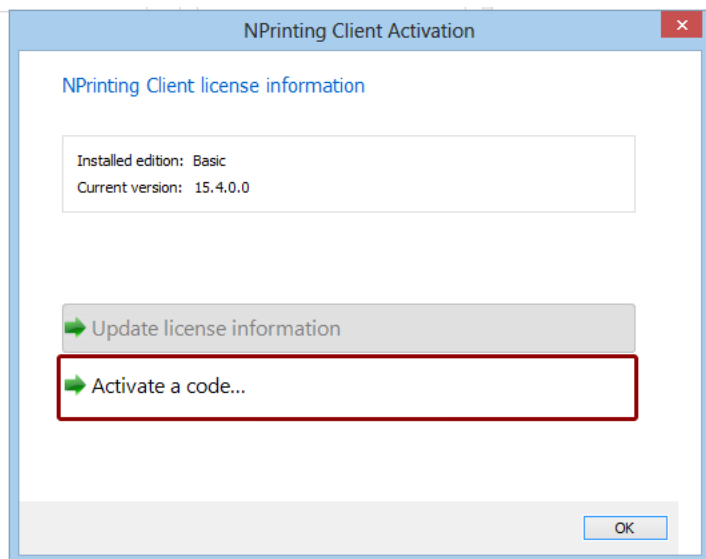 NPrinting Client Activation
NPrinting Client license information
Installed edition: Basic
Current version: 15.4.0.0
Update license information
Activate a code...
OK